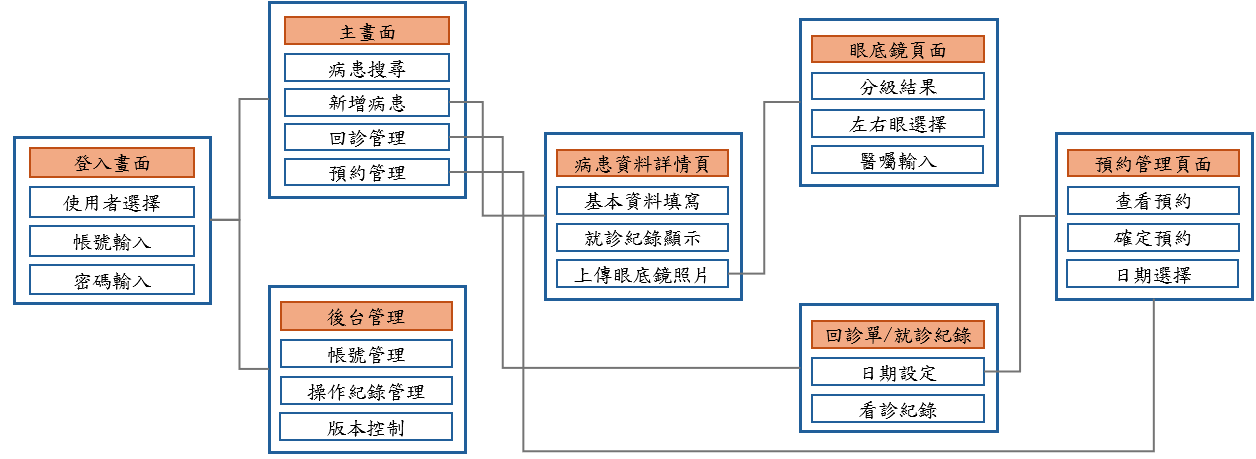 登入畫面
使用者選擇
帳號輸入
密碼輸入
主畫面
病患搜尋
新增病患
回診管理
預約管理
後台管理
帳號管理
操作紀錄管理
版本控制
病患資料詳情頁
基本資料填寫
就診紀錄顯示
上傳眼底鏡照片
眼底鏡頁面
分級結果
左右眼選擇
醫囑輸入
回診單/就診紀錄
日期設定
看診紀錄
預約管理頁面
查看預約
確定預約
日期選擇